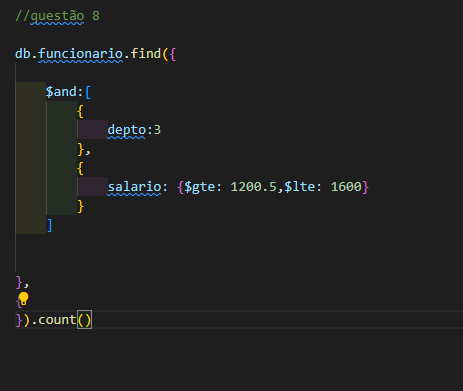 //questão 8
db.funcionario.find({
$and:[
{
depto:3
},
{
salario: {$gte: 1200.5,$lte: 1600}
}
]
},
{
}).count()